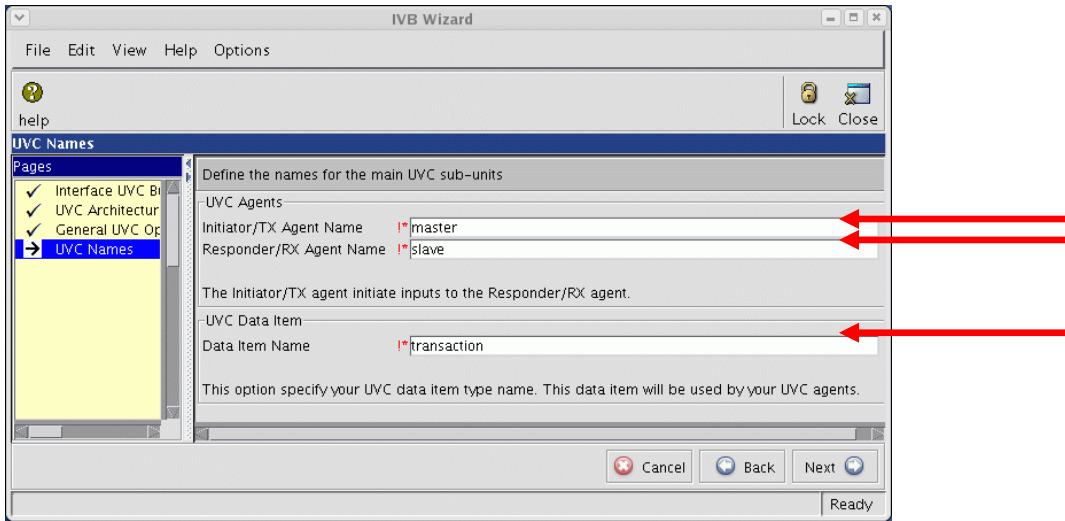 IVB Wizard
File Edit View Help Options
help
Lock Close
UVC Names
Pages
Interface UVC Bu
UVC Architectur
General UVC Op
UVC Names
Define the names for the main UVC sub-units
UVC Agents
Initiator/TX Agent Name !* master
Responder/RX Agent Name !* slave
The Initiator/TX agent initiate inputs to the Responder/RX agent.
UVC Data Item
Data Item Name !* transaction
This option specify your UVC data item type name. This data item will be used by your UVC agents.
Cancel Back Next
Ready